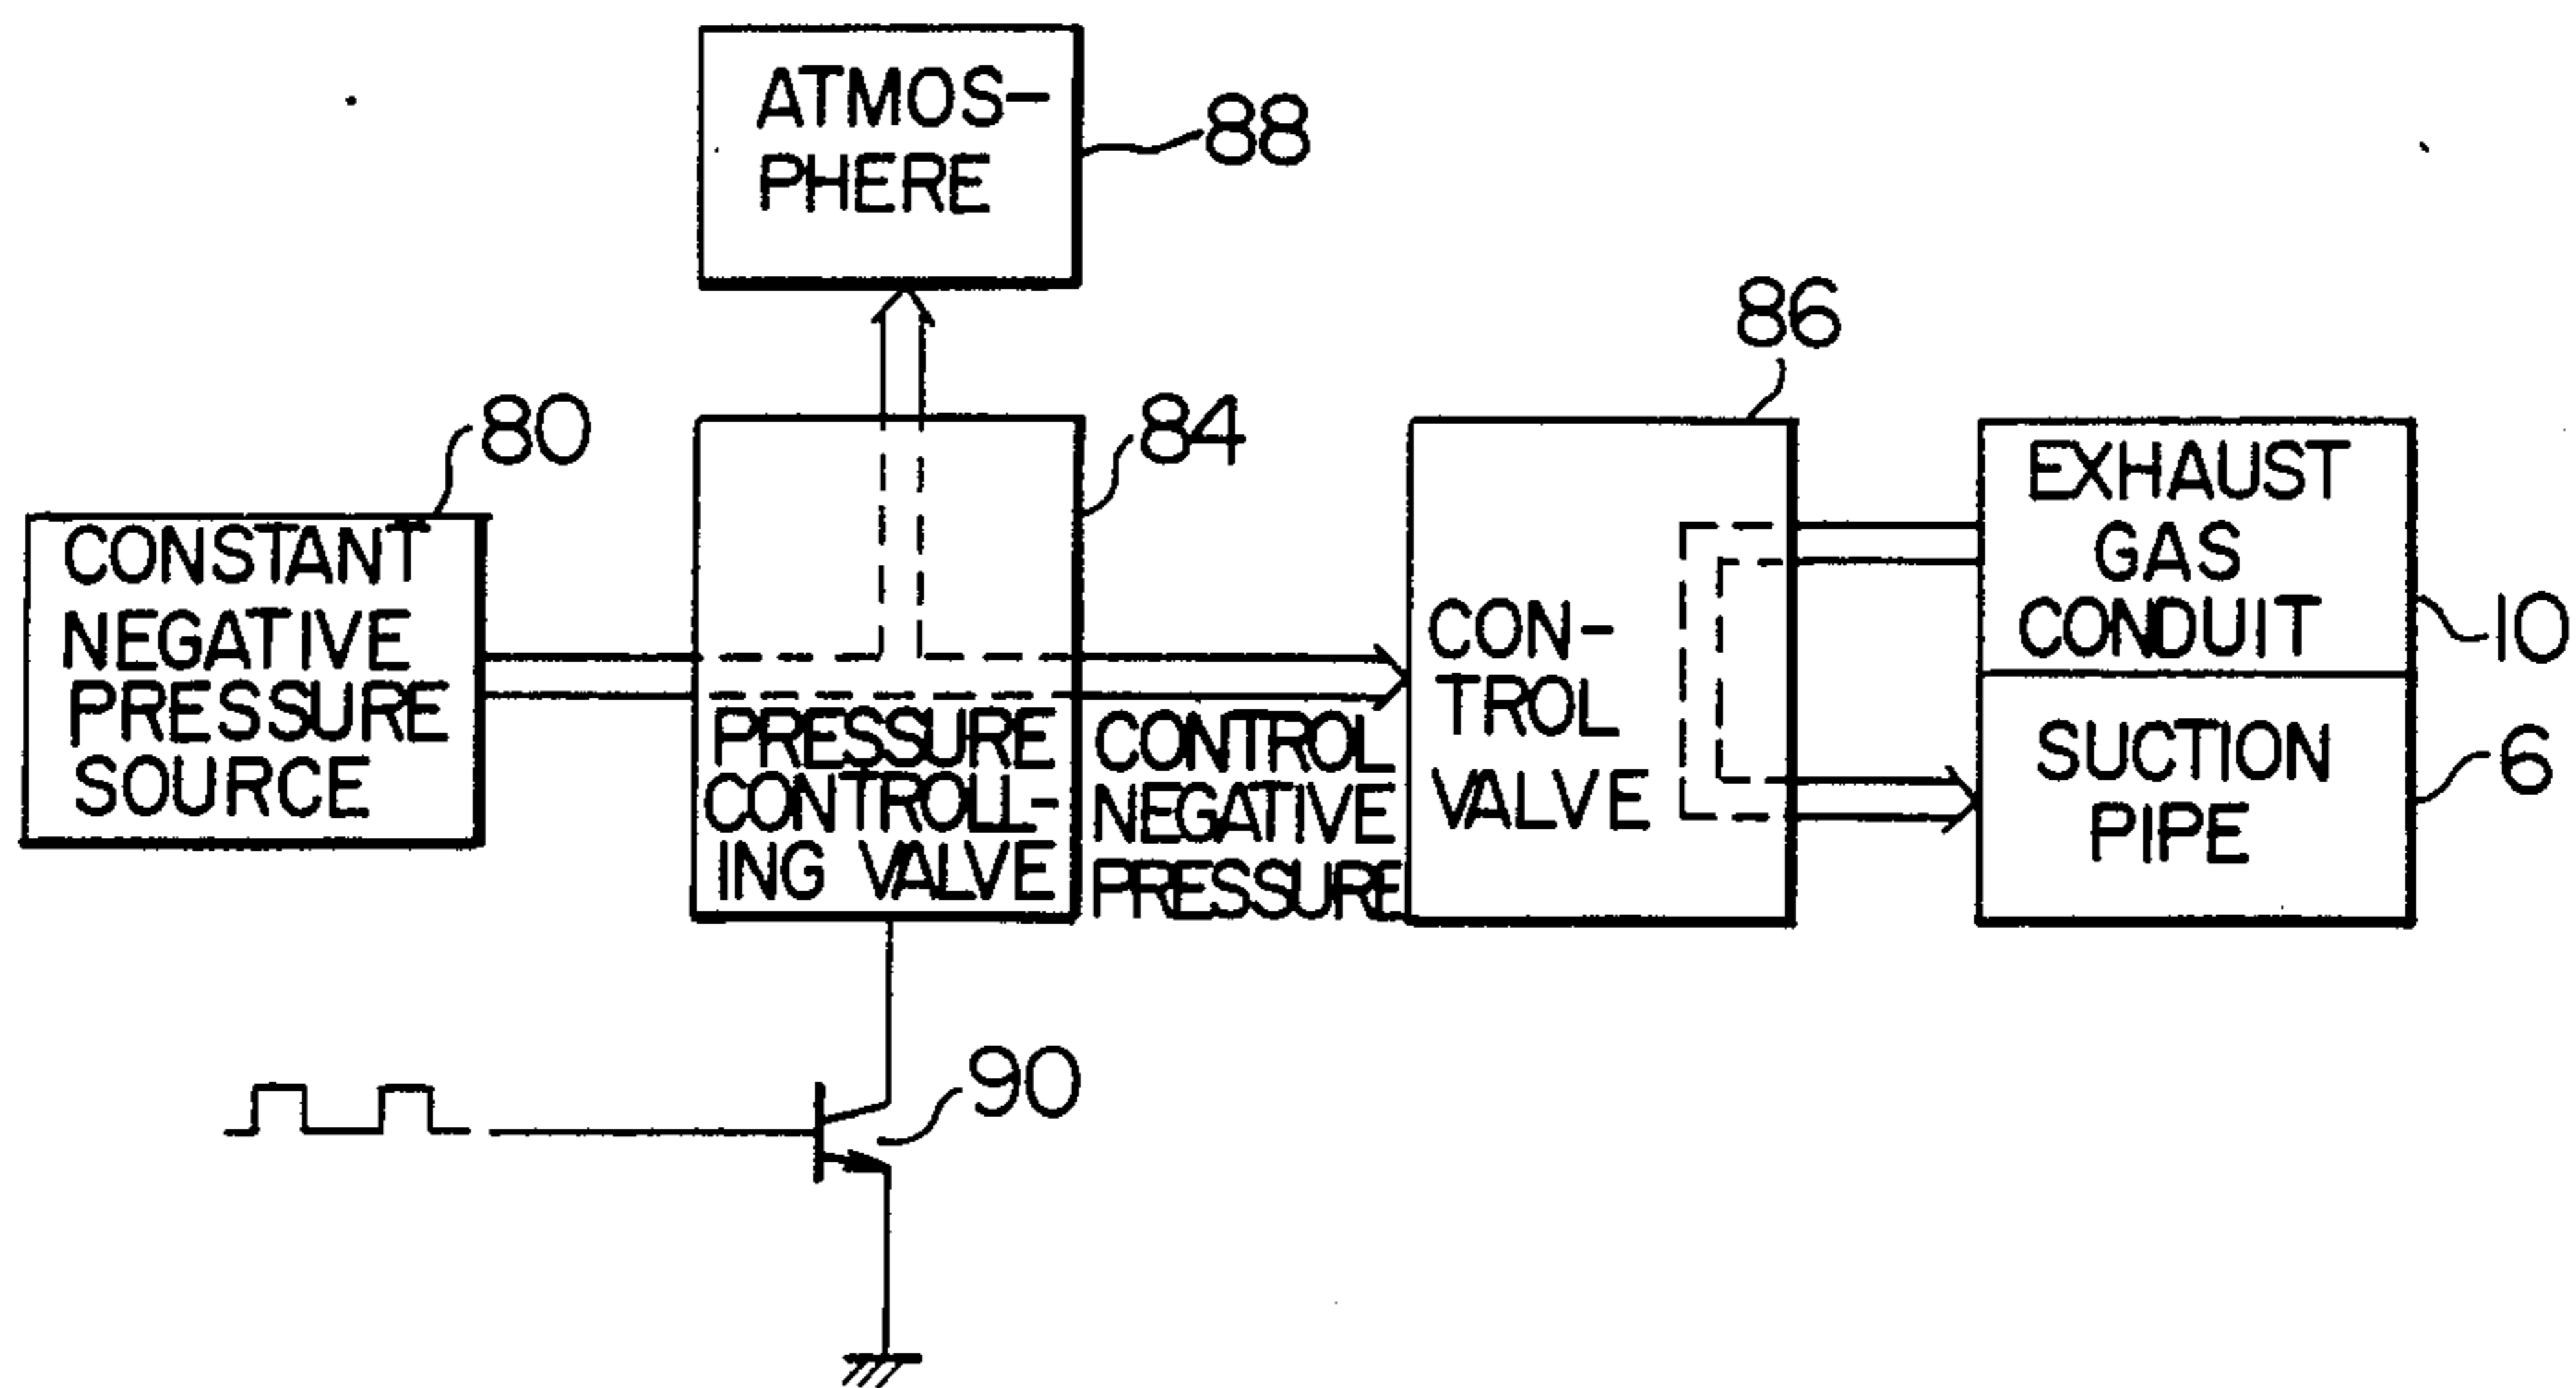 ATMOS-
PHERE
88
86
80
84
CONSTANT
NEGATIVE
PRESSURE
SOURCE
PRESSURE
CONTROLL-
ING VALVE
CONTROL
NEGATIVE
PRESSURE
CON-
TROL
VALVE
EXHAUST
GAS
CONDUIT
10
SUCTION
PIPE
6
90